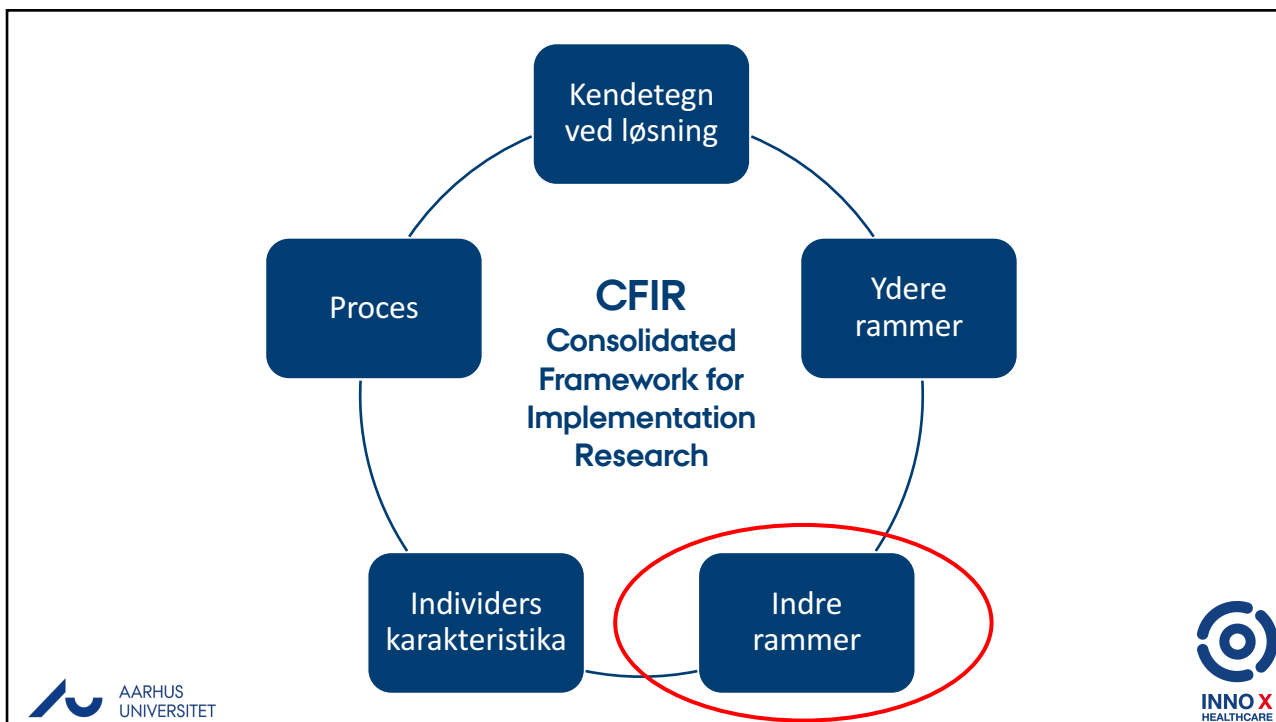 Kendetegn
ved løsning
Proces
CFIR
Consolidated
Framework for
Implementation
Research
Ydere
rammer
Individers
karakteristika
Indre
rammer
AARHUS
UNIVERSITET
INNO X
HEALTHCARE